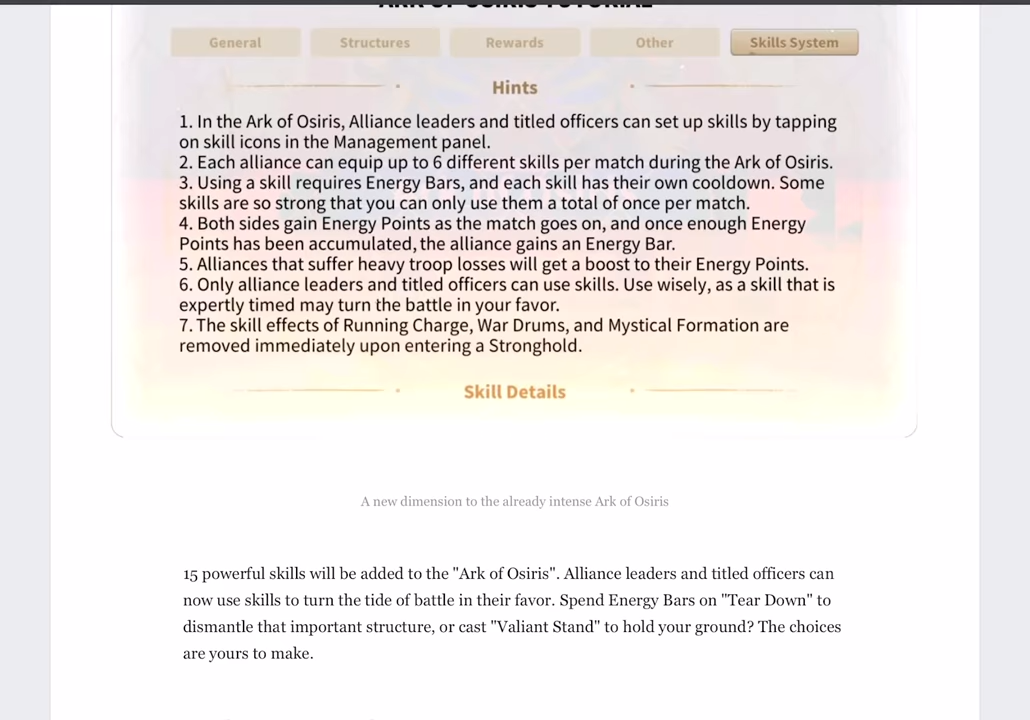 ARK OF OSIRIS TUTORIAL
General Structures Rewards Other Skills System
Hints
1. In the Ark of Osiris, Alliance leaders and titled officers can set up skills by tapping
on skill icons in the Management panel.
2. Each alliance can equip up to 6 different skills per match during the Ark of Osiris.
3. Using a skill requires Energy Bars, and each skill has their own cooldown. Some
skills are so strong that you can only use them a total of once per match.
4. Both sides gain Energy Points as the match goes on, and once enough Energy
Points has been accumulated, the alliance gains an Energy Bar.
5. Alliances that suffer heavy troop losses will get a boost to their Energy Points.
6. Only alliance leaders and titled officers can use skills. Use wisely, as a skill that is
expertly timed may turn the battle in your favor.
7. The skill effects of Running Charge, War Drums, and Mystical Formation are
removed immediately upon entering a Stronghold.
Skill Details
A new dimension to the already intense Ark of Osiris
15 powerful skills will be added to the "Ark of Osiris". Alliance leaders and titled officers can
now use skills to turn the tide of battle in their favor. Spend Energy Bars on "Tear Down" to
dismantle that important structure, or cast "Valiant Stand" to hold your ground? The choices
are yours to make.